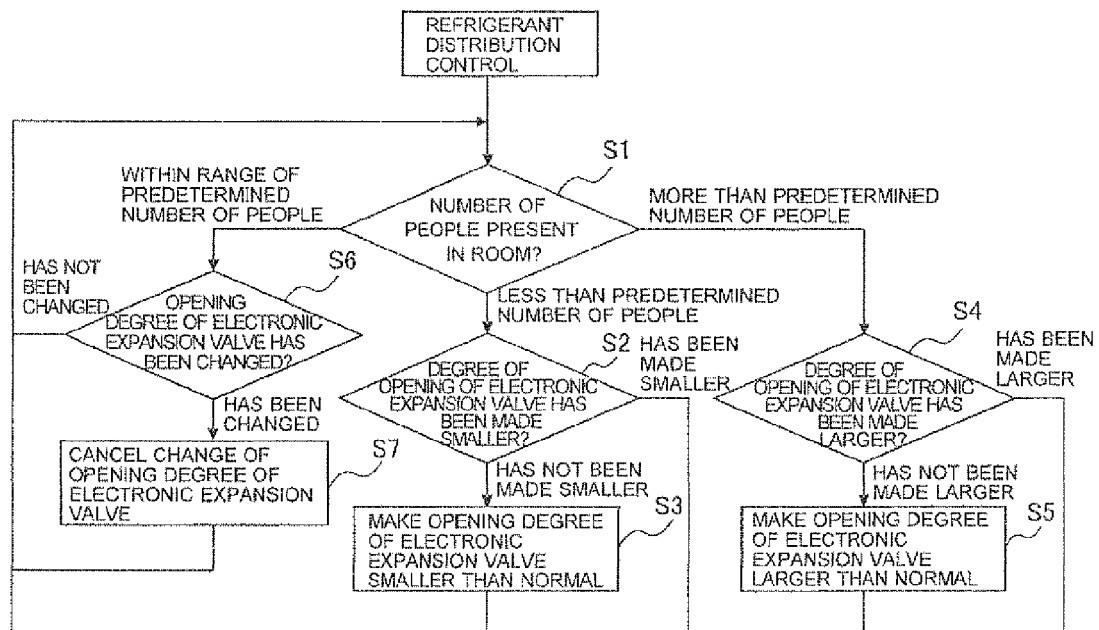 REFRIGERANT
DISTRIBUTION
CONTROL
S1
WITHIN RANGE OF
PREDETERMINED
NUMBER OF PEOPLE
NUMBER OF
PEOPLE PRESENT
IN ROOM?
MORE THAN PREDETERMINED
NUMBER OF PEOPLE
HAS NOT
BEEN
CHANGED
S6
OPENING
DEGREE OF ELECTRONIC
EXPANSION VALVE HAS
BEEN CHANGED?
LESS THAN PREDETERMINED
NUMBER OF PEOPLE
S2
HAS BEEN
MADE
SMALLER
DEGREE OF
OPENING OF ELECTRONIC
EXPANSION VALVE HAS
BEEN MADE
SMALLER?
S4
HAS BEEN
MADE
LARGER
DEGREE OF
OPENING OF ELECTRONIC
EXPANSION VALVE HAS
BEEN MADE
LARGER?
HAS BEEN
CHANGED
S7
CANCEL CHANGE OF
OPENING DEGREE OF
ELECTRONIC EXPANSION
VALVE
HAS NOT BEEN
MADE SMALLER
S3
MAKE OPENING DEGREE
OF ELECTRONIC
EXPANSION VALVE
SMALLER THAN NORMAL
HAS NOT BEEN
MADE LARGER
S5
MAKE OPENING DEGREE
OF ELECTRONIC
EXPANSION VALVE
LARGER THAN NORMAL